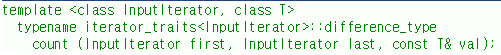 template <class InputIterator, class T>
  typename iterator_traits<InputIterator>::difference_type
    count (InputIterator first, InputIterator last, const T& val);